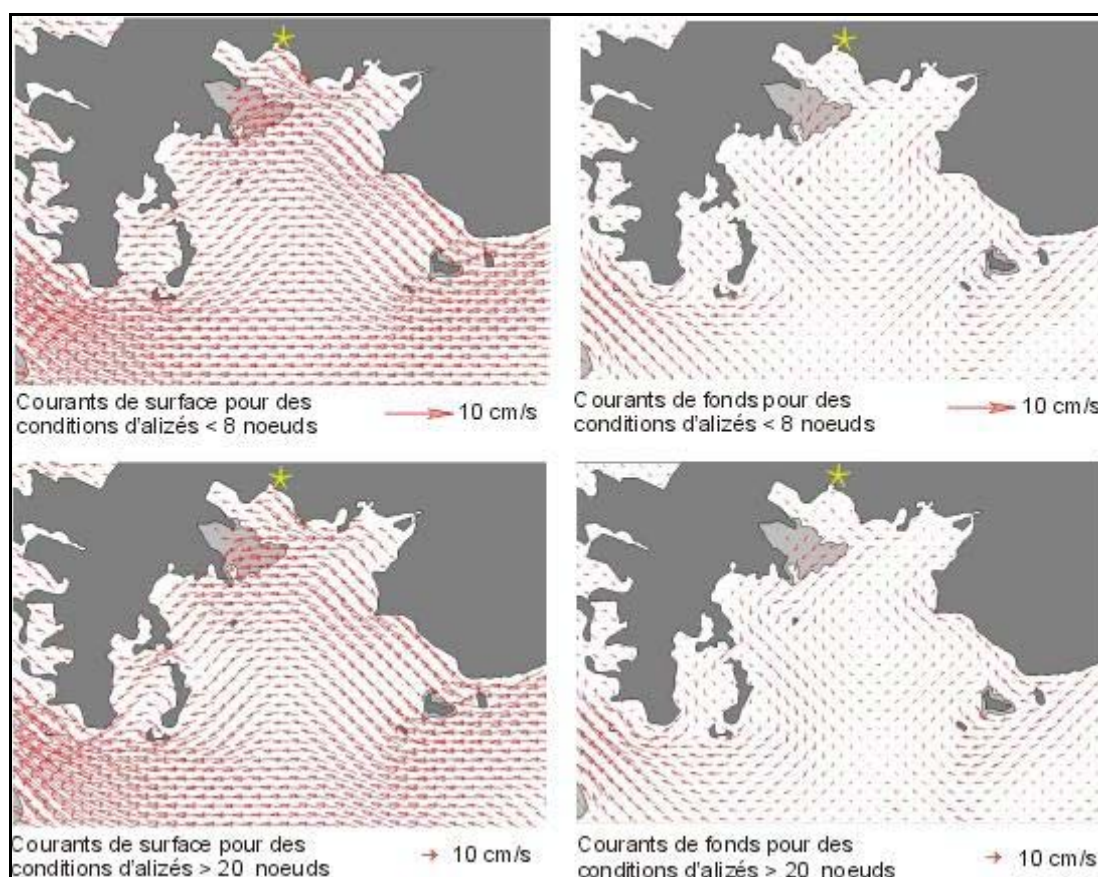 Courants de surface pour des
conditions d'alizés < 8 noeuds
10 cm/s
Courants de fonds pour des
conditions d'alizés < 8 noeuds
10 cm/s
Courants de surface pour des
conditions d'alizés > 20 noeuds
10 cm/s
Courants de fonds pour des
conditions d'alizés > 20 noeuds
10 cm/s